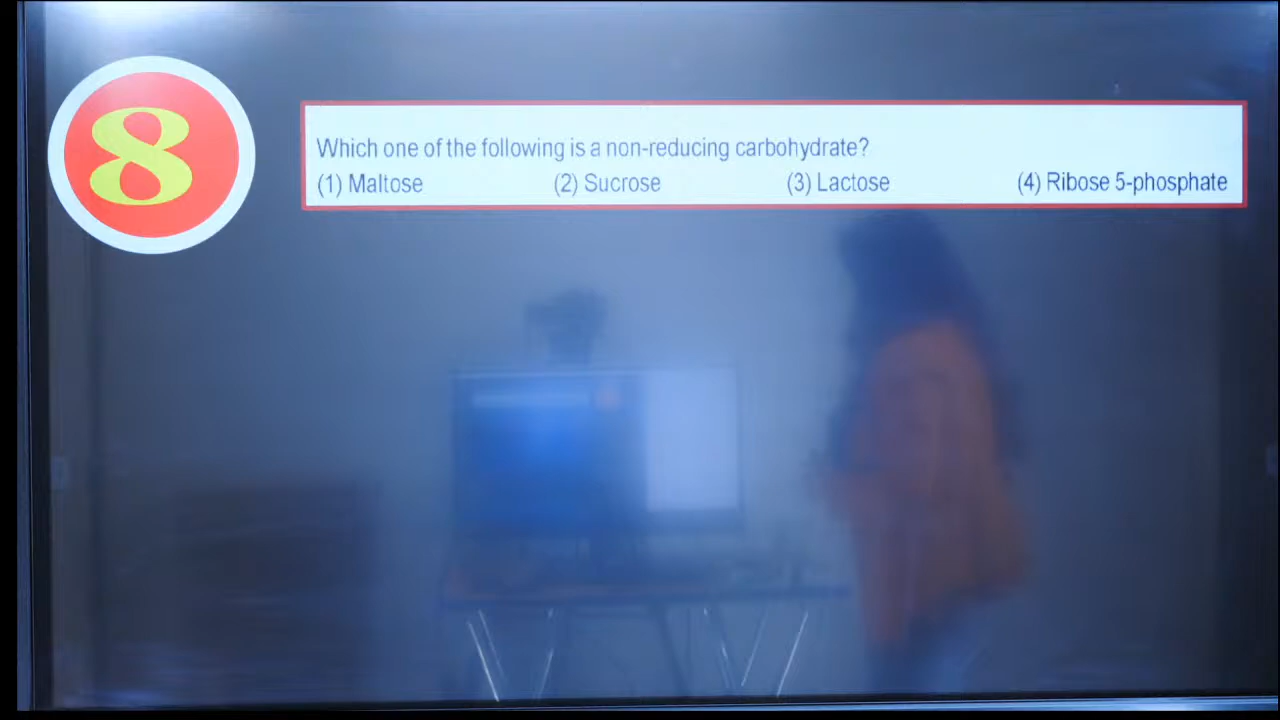 8
Which one of the following is a non-reducing carbohydrate?
(1) Maltose (2) Sucrose (3) Lactose (4) Ribose 5-phosphate